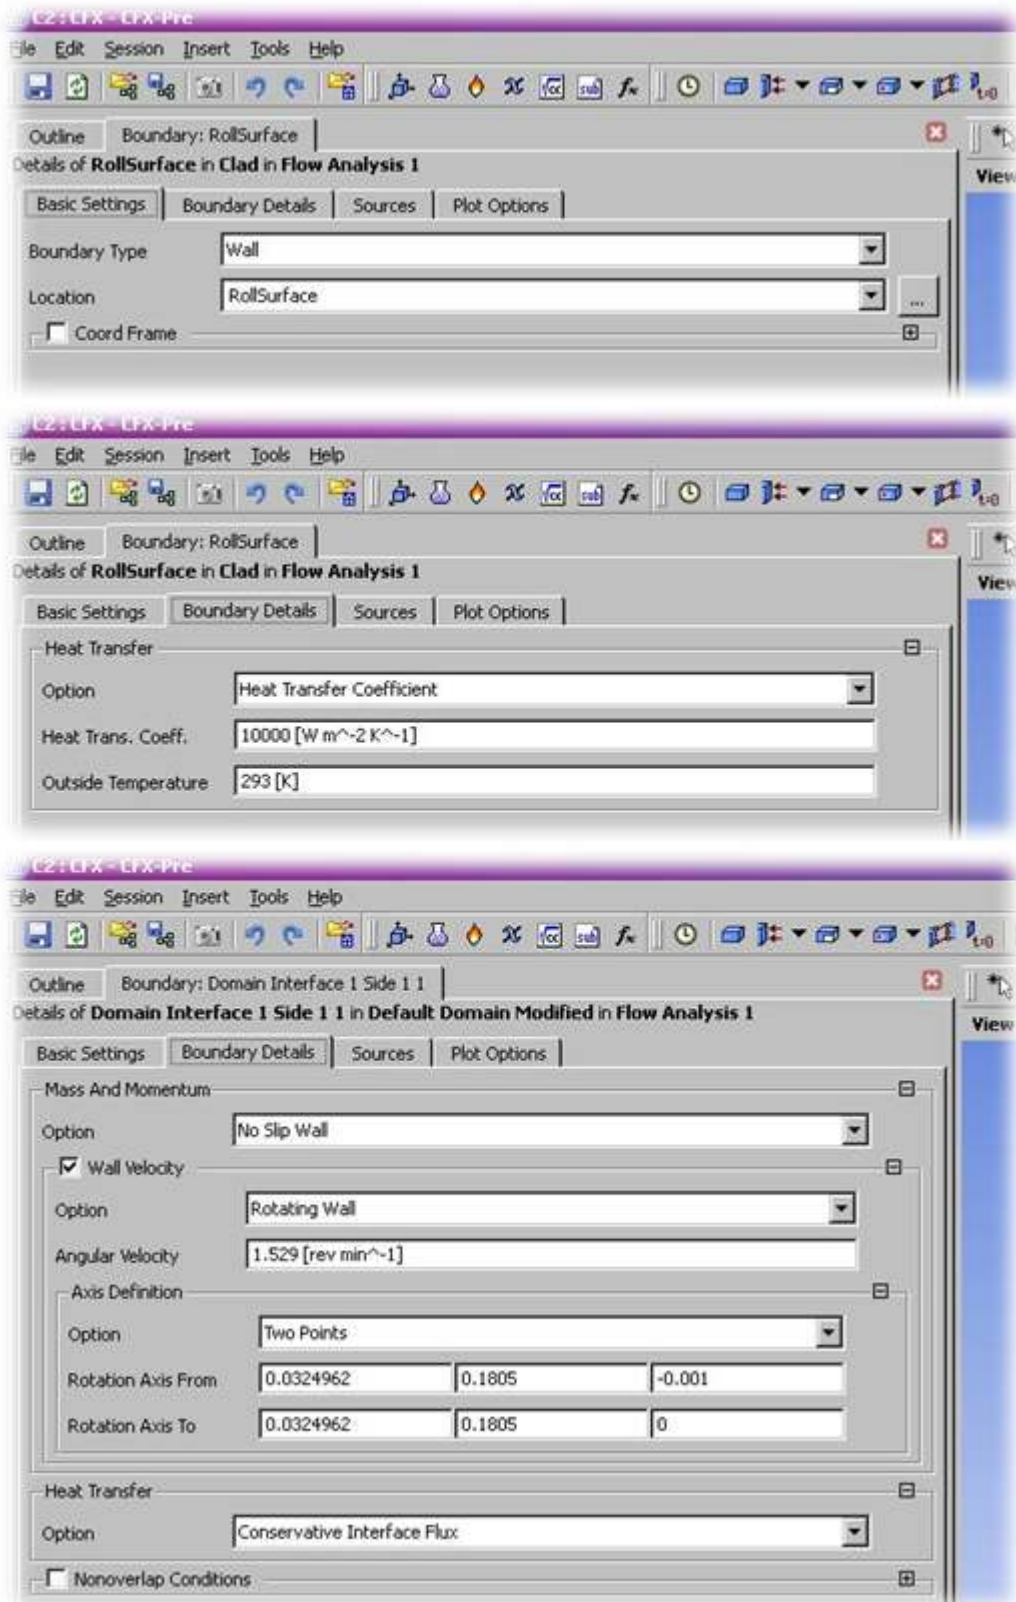 C2 : CFX - CFX-Pre
File Edit Session Insert Tools Help
Outline Boundary: RollSurface
Details of RollSurface in Clad in Flow Analysis 1
View
Basic Settings Boundary Details Sources Plot Options
Boundary Type Wall
Location RollSurface ...
Coord Frame
C2 : CFX - CFX-Pre
File Edit Session Insert Tools Help
Outline Boundary: RollSurface
Details of RollSurface in Clad in Flow Analysis 1
View
Basic Settings Boundary Details Sources Plot Options
Heat Transfer
Option Heat Transfer Coefficient
Heat Trans. Coeff. 10000 [W m^-2 K^-1]
Outside Temperature 293 [K]
C2 : CFX - CFX-Pre
File Edit Session Insert Tools Help
Outline Boundary: Domain Interface 1 Side 1 1
Details of Domain Interface 1 Side 1 1 in Default Domain Modified in Flow Analysis 1
View
Basic Settings Boundary Details Sources Plot Options
Mass And Momentum
Option No Slip Wall
Wall Velocity
Option Rotating Wall
Angular Velocity 1.529 [rev min^-1]
Axis Definition
Option Two Points
Rotation Axis From 0.0324962 0.1805 -0.001
Rotation Axis To 0.0324962 0.1805 0
Heat Transfer
Option Conservative Interface Flux
Nonoverlap Conditions